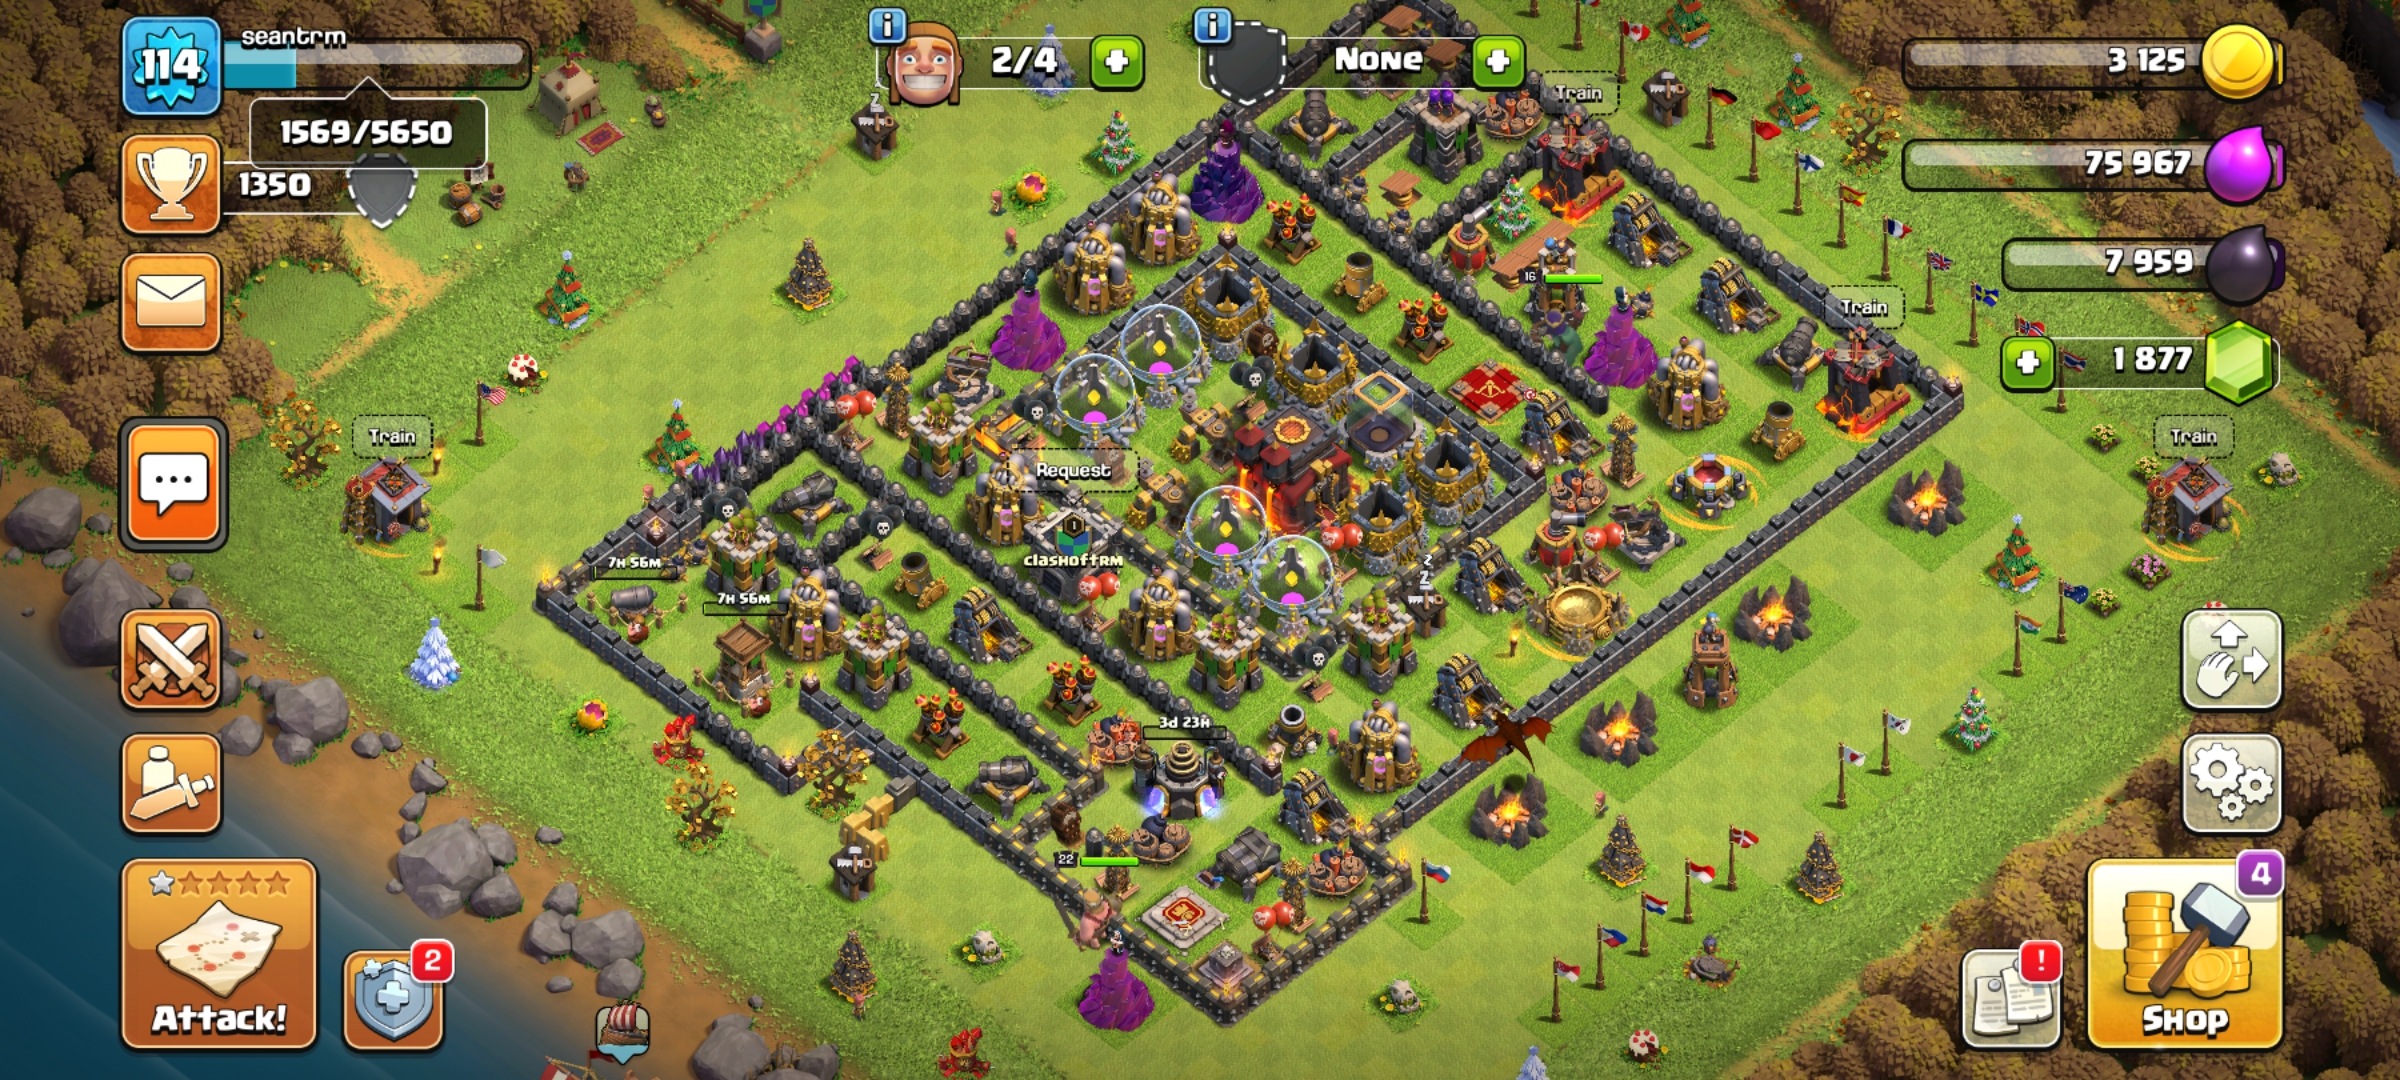 114
seantrm
1569/5650
1350
i
2/4
i
None
3 125
75 967
7 959
1 877
Train
Train
Train
Train
Request
clashoftrm
16
7H 56M
7H 56M
3d 23H
22
Z
Z
Z
Z
Attack!
2
4
!
Shop